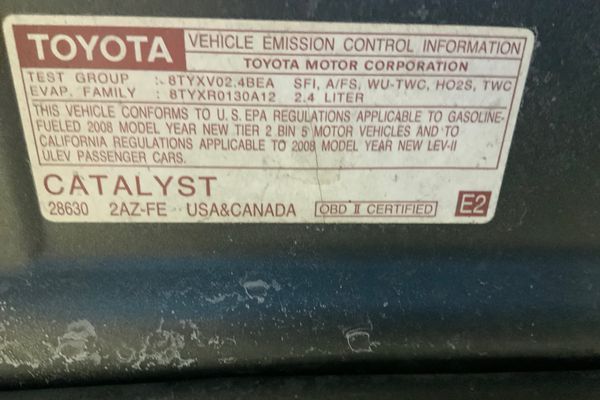 TOYOTA VEHICLE EMISSION CONTROL INFORMATION
TOYOTA MOTOR CORPORATION
TEST GROUP :- 8TYXV02.4BEA SFI, A/FS, WU-TWC, HO2S, TWC
EVAP. FAMILY : 8TYXR0130A12 2.4 LITER
THIS VEHICLE CONFORMS TO U.S. EPA REGULATIONS APPLICABLE TO GASOLINE-
FUELED 2008 MODEL YEAR NEW TIER 2 BIN 5 MOTOR VEHICLES AND TO
CALIFORNIA REGULATIONS APPLICABLE TO 2008 MODEL YEAR NEW LEV-II
ULEV PASSENGER CARS.
CATALYST
28630 2AZ-FE USA&CANADA OBD II CERTIFIED E2